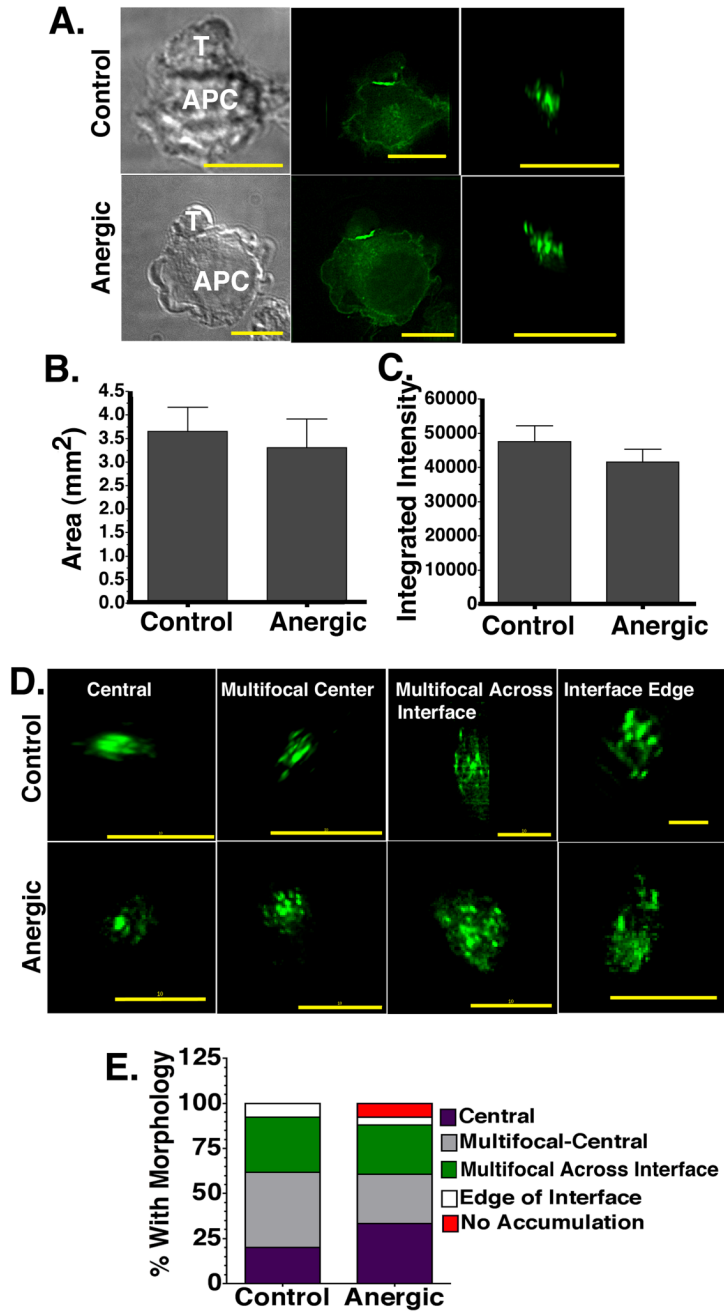 A.
Control
T
APC
Anergic
T
APC
B.
Area (mm2)
4.5
4.0
3.5
3.0
2.5
2.0
1.5
1.0
0.5
0.0
Control Anergic
C.
Integrated Intensity
60000
50000
40000
30000
20000
10000
0
Control Anergic
D.
Central
Multifocal Center
Multifocal Across
Interface
Interface Edge
Control
Anergic
E.
% With Morphology
125
100
75
50
25
0
Control Anergic
Central
Multifocal-Central
Multifocal Across Interface
Edge of Interface
No Accumulation